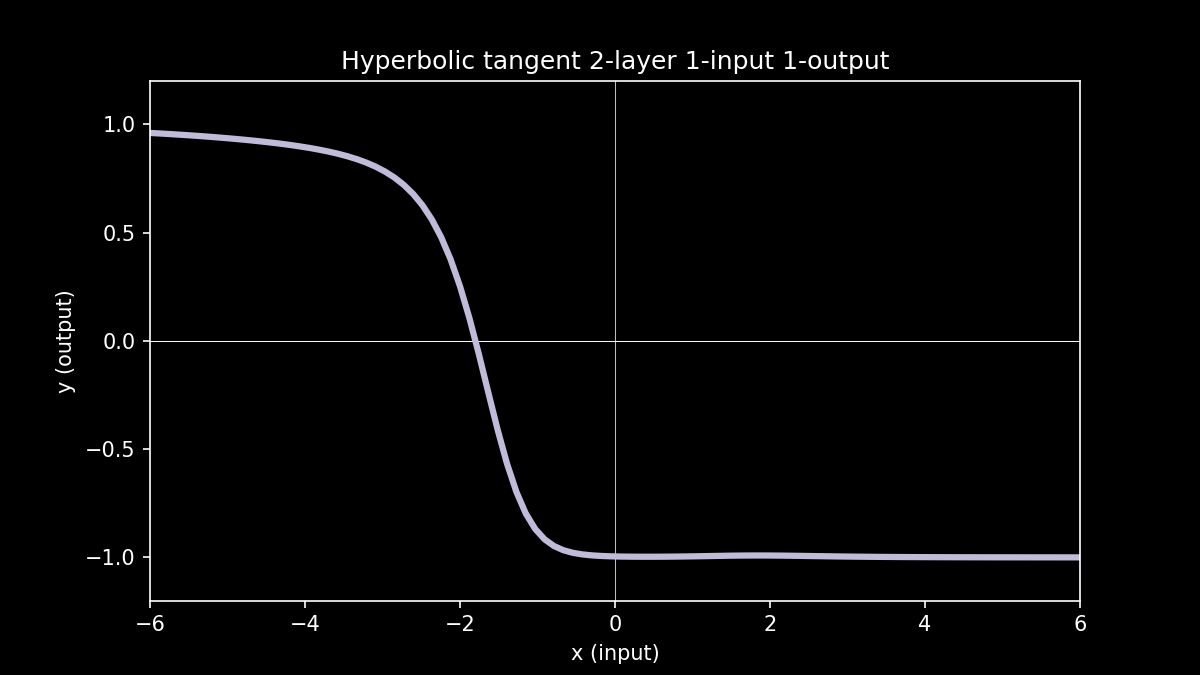 Hyperbolic tangent 2-layer 1-input 1-output
1.0
0.5
0.0
−0.5
−1.0
y (output)
−6 −4 −2 0 2 4 6
x (input)